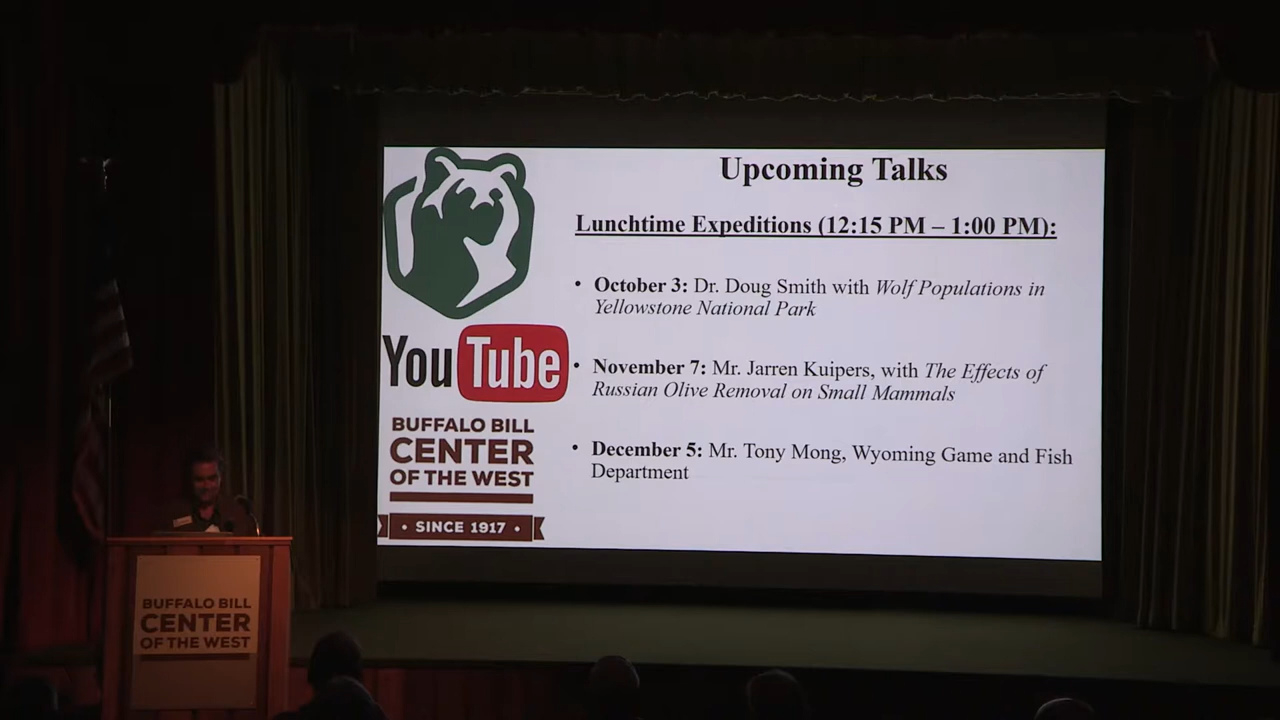 Upcoming Talks
Lunchtime Expeditions (12:15 PM – 1:00 PM):
• October 3: Dr. Doug Smith with Wolf Populations in
Yellowstone National Park
• November 7: Mr. Jarren Kuipers, with The Effects of
Russian Olive Removal on Small Mammals
• December 5: Mr. Tony Mong, Wyoming Game and Fish
Department
YouTube
BUFFALO BILL
CENTER
OF THE WEST
• SINCE 1917 •
BUFFALO BILL
CENTER
OF THE WEST